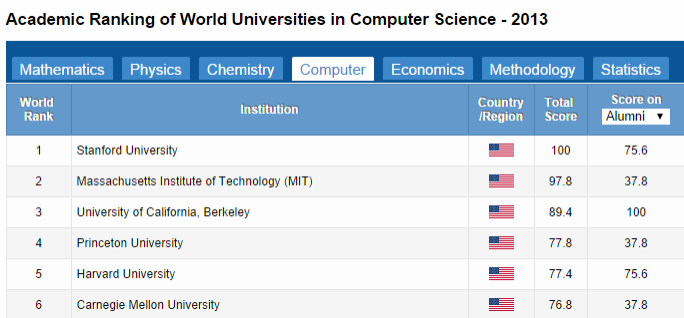 Academic Ranking of World Universities in Computer Science - 2013
Mathematics Physics Chemistry Computer Economics Methodology Statistics
World Rank Institution Country /Region Total Score Score on Alumni ▼
1 Stanford University 100 75.6
2 Massachusetts Institute of Technology (MIT) 97.8 37.8
3 University of California, Berkeley 89.4 100
4 Princeton University 77.8 37.8
5 Harvard University 77.4 75.6
6 Carnegie Mellon University 76.8 37.8